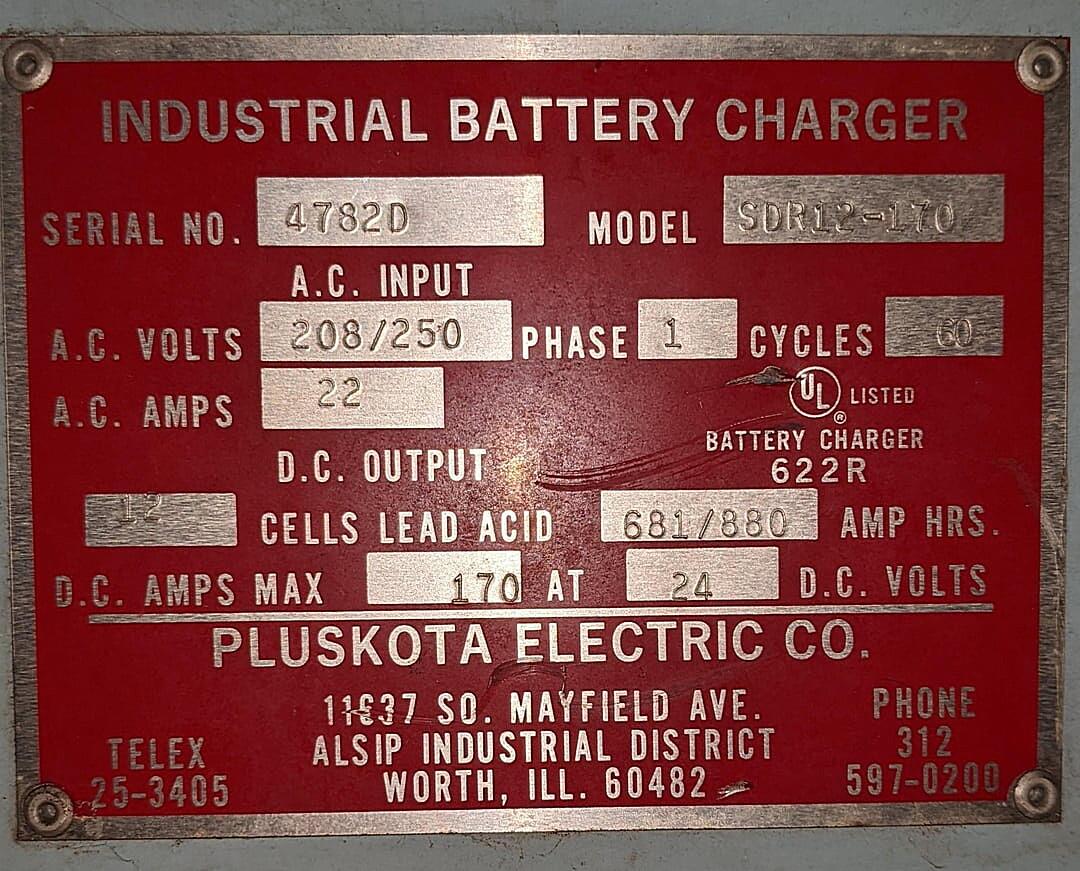 INDUSTRIAL BATTERY CHARGER
SERIAL NO. 4782D MODEL SDR12-170
A.C. INPUT
A.C. VOLTS 208/250 PHASE 1 CYCLES 60
A.C. AMPS 22
UL® LISTED
BATTERY CHARGER
622R
D.C. OUTPUT
12 CELLS LEAD ACID 681/880 AMP HRS.
D.C. AMPS MAX 170 AT 24 D.C. VOLTS
PLUSKOTA ELECTRIC CO.
11637 SO. MAYFIELD AVE.
ALSIP INDUSTRIAL DISTRICT
WORTH, ILL. 60482
TELEX
25-3405
PHONE
312
597-0200